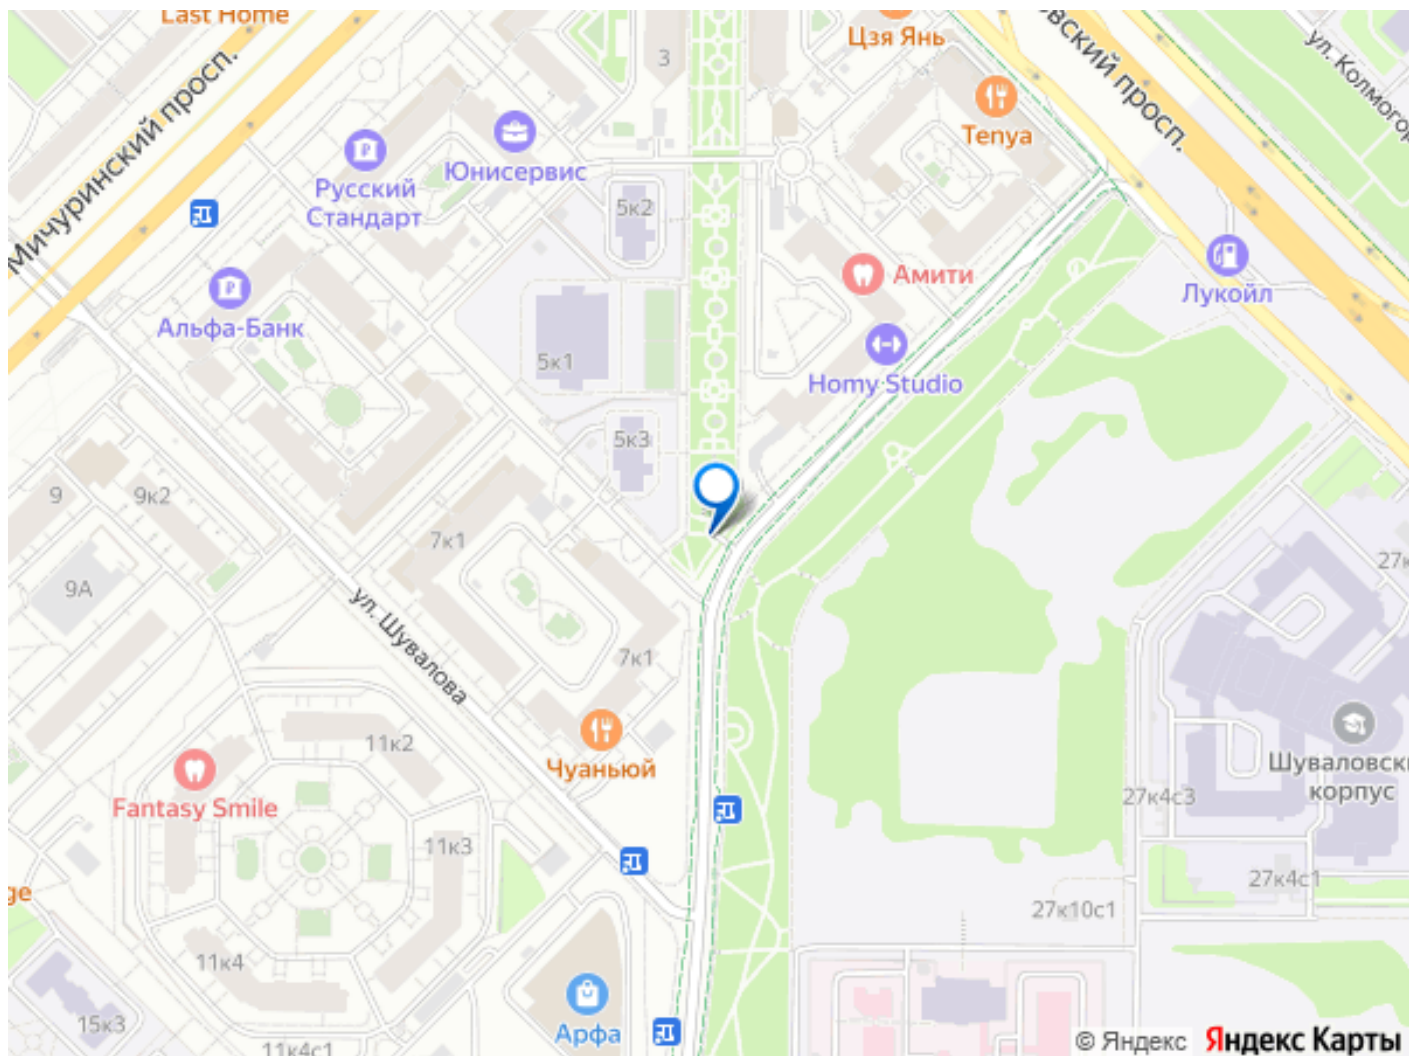 Last Home
Мичуринский просп.
3
Цзя Янь
овский просп.
ул. Колмогор
Tenya
Юнисервис
Русский
Стандарт
5к2
Амити
Лукойл
Альфа-Банк
5к1
Homy Studio
5к3
9
9к2
7к1
9А
ул. Шувалова
7к1
27к
11к2
Чуаньюй
Шуваловски
корпус
Fantasy Smile
27к4с3
11к3
27к4с1
ge
27к10с1
11к4
Арфа
15к3
11к4с1
© Яндекс
Яндекс Карты